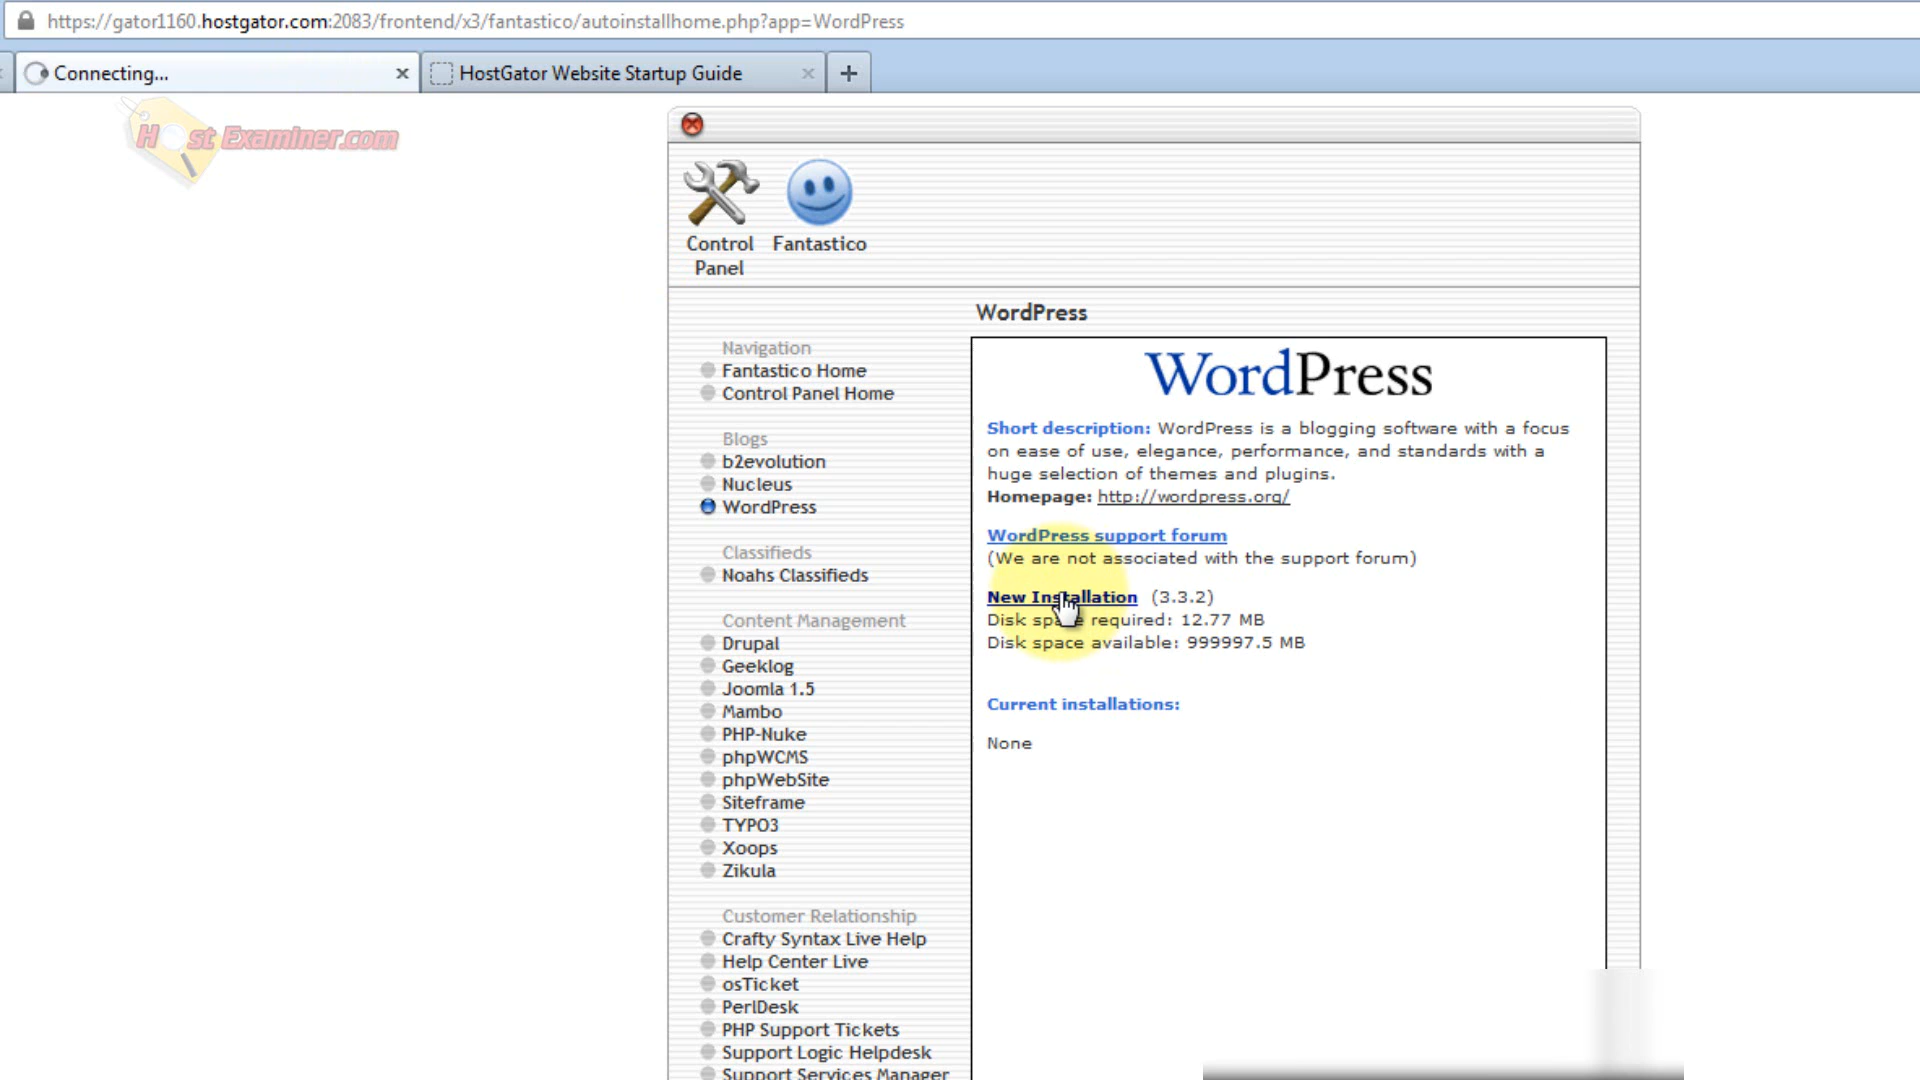 https://gator1160.hostgator.com:2083/frontend/x3/fantastico/autoinstallhome.php?app=WordPress
Connecting...
HostGator Website Startup Guide
Host Examiner.com
Control Panel
Fantastico
WordPress
Navigation
Fantastico Home
Control Panel Home
Blogs
b2evolution
Nucleus
WordPress
Classifieds
Noahs Classifieds
Content Management
Drupal
Geeklog
Joomla 1.5
Mambo
PHP-Nuke
phpWCMS
phpWebSite
Siteframe
TYPO3
Xoops
Zikula
Customer Relationship
Crafty Syntax Live Help
Help Center Live
osTicket
PerlDesk
PHP Support Tickets
Support Logic Helpdesk
Support Services Manager
WordPress
Short description: WordPress is a blogging software with a focus
on ease of use, elegance, performance, and standards with a
huge selection of themes and plugins.
Homepage: http://wordpress.org/
WordPress support forum
(We are not associated with the support forum)
New Installation (3.3.2)
Disk space required: 12.77 MB
Disk space available: 999997.5 MB
Current installations:
None